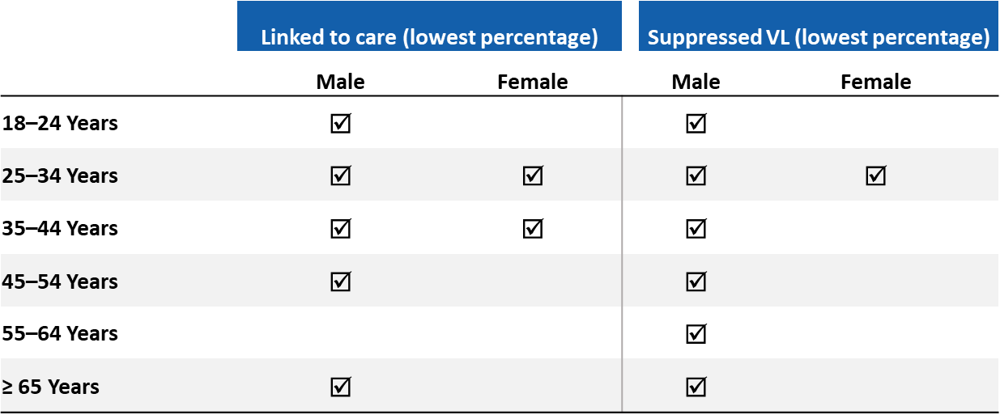 Linked to care (lowest percentage) Suppressed VL (lowest percentage)
Male Female Male Female
18–24 Years ☑ ☑
25–34 Years ☑ ☑ ☑ ☑
35–44 Years ☑ ☑ ☑
45–54 Years ☑ ☑
55–64 Years ☑
≥ 65 Years ☑ ☑